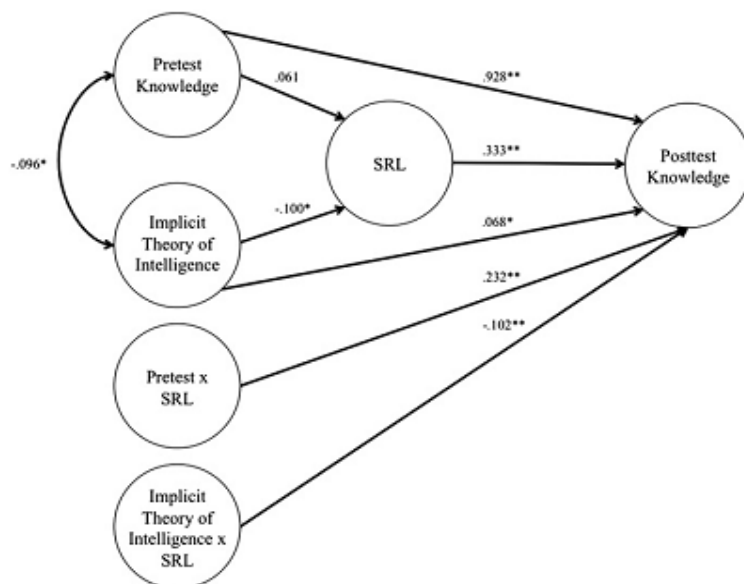 Pretest
Knowledge
.928**
.061
-.096*
SRL
.333**
Posttest
Knowledge
Implicit
Theory of
Intelligence
-.100*
.068*
.232**
-.102**
Pretest x
SRL
Implicit
Theory of
Intelligence x
SRL